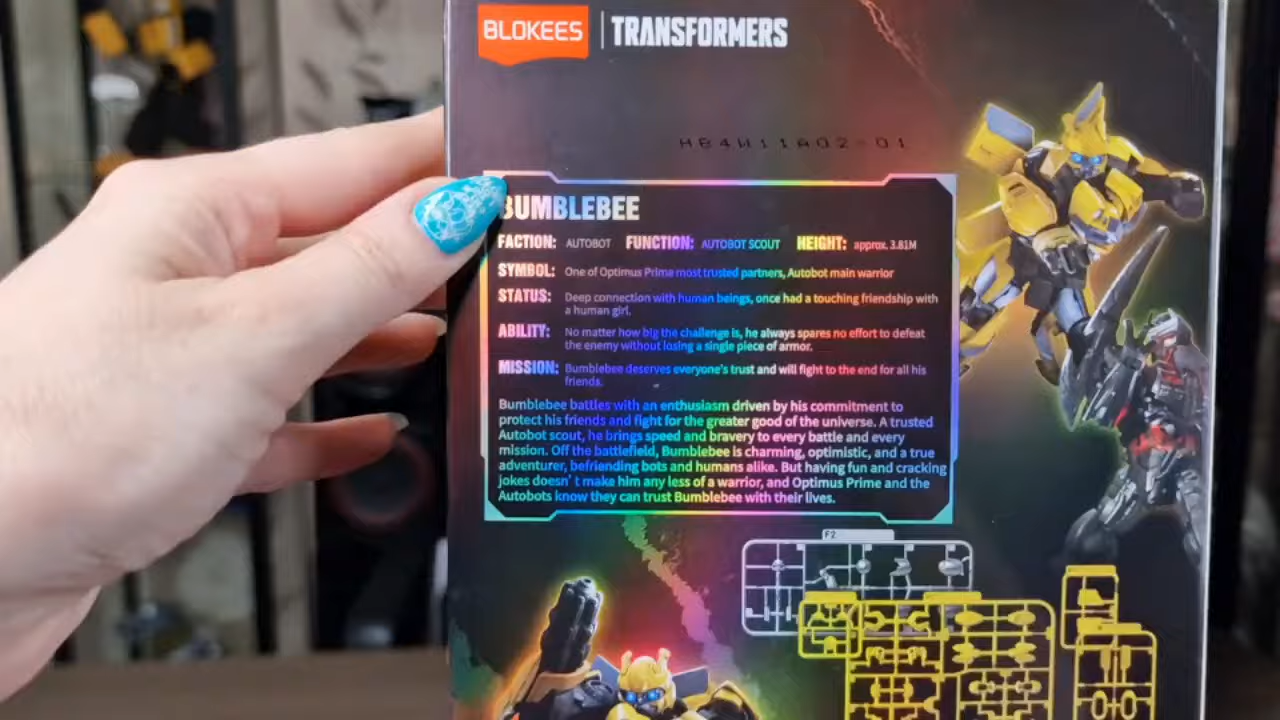 BLOKEES | TRANSFORMERS
HB4W11A02-01
BUMBLEBEE
FACTION: AUTOBOT FUNCTION: AUTOBOT SCOUT HEIGHT: approx. 3.81M
SYMBOL: One of Optimus Prime most trusted partners, Autobot main warrior
STATUS: Deep connection with human beings, once had a touching friendship with
a human girl.
ABILITY: No matter how big the challenge is, he always spares no effort to defeat
the enemy without losing a single piece of armor.
MISSION: Bumblebee deserves everyone's trust and will fight to the end for all his
friends.
Bumblebee battles with an enthusiasm driven by his commitment to
protect his friends and fight for the greater good of the universe. A trusted
Autobot scout, he brings speed and bravery to every battle and every
mission. Off the battlefield, Bumblebee is charming, optimistic, and a true
adventurer, befriending bots and humans alike. But having fun and cracking
jokes doesn't make him any less of a warrior, and Optimus Prime and the
Autobots know they can trust Bumblebee with their lives.
F2